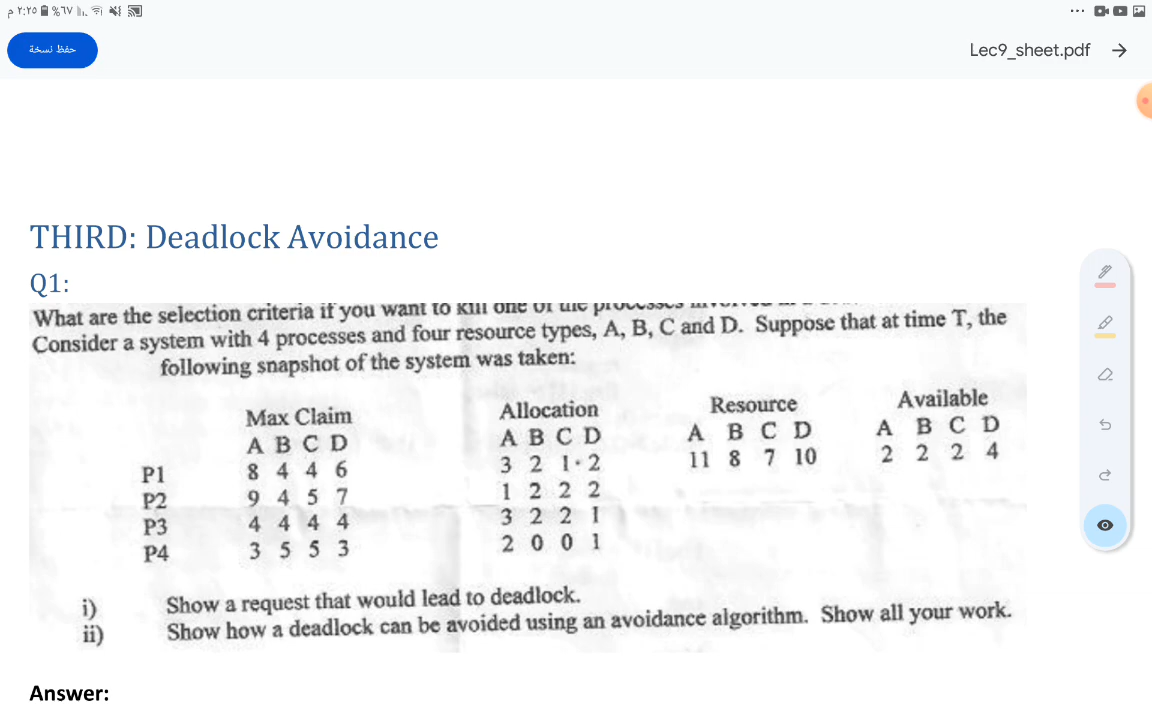 م ٢:٢٥ %٦٧
حفظ نسخة
Lec9_sheet.pdf
THIRD: Deadlock Avoidance
Q1:
What are the selection criteria if you want to kill one of the processes
Consider a system with 4 processes and four resource types, A, B, C and D. Suppose that at time T, the
following snapshot of the system was taken:
Max Claim Allocation Resource Available
A B C D A B C D A B C D A B C D
P1 8 4 4 6 3 2 1 2 11 8 7 10 2 2 2 4
P2 9 4 5 7 1 2 2 2
P3 4 4 4 4 3 2 2 1
P4 3 5 5 3 2 0 0 1
i) Show a request that would lead to deadlock.
ii) Show how a deadlock can be avoided using an avoidance algorithm. Show all your work.
Answer: